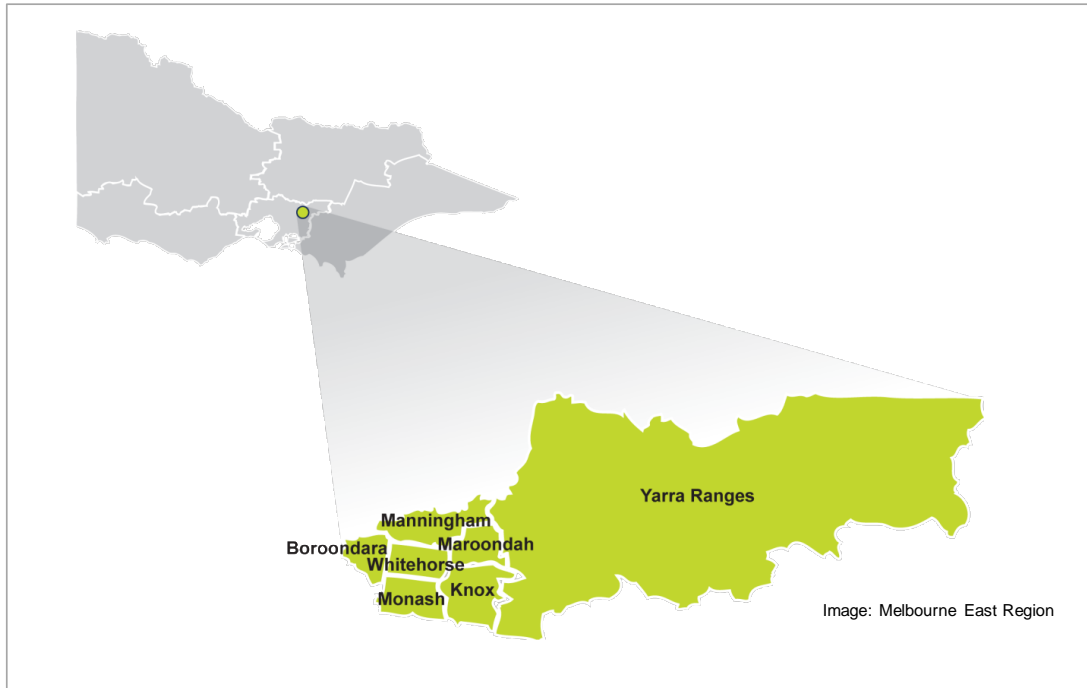 Yarra Ranges
Manningham
Boroondara
Maroondah
Whitehorse
Knox
Monash
Image: Melbourne East Region